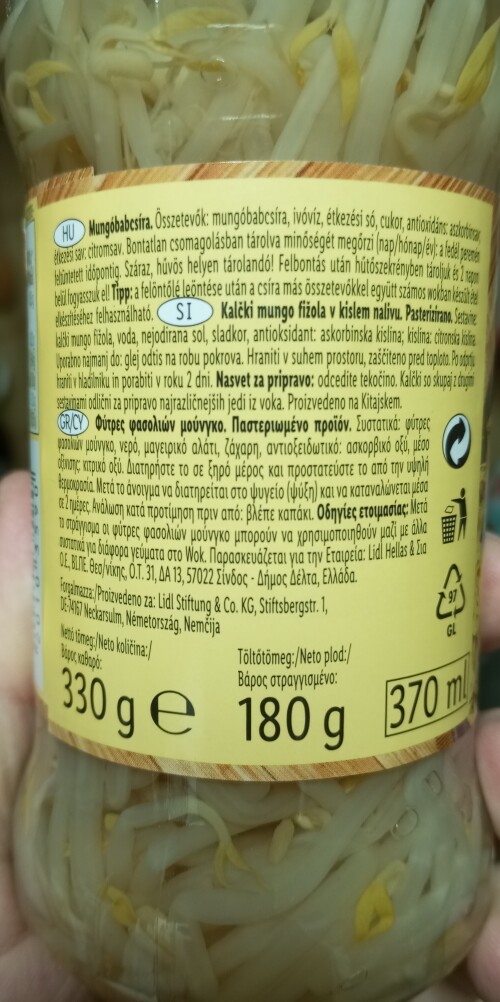 HU Mungóbabcsíra. Összetevők: mungóbabcsíra, ivóvíz, étkezési só, cukor, antioxidáns: aszkorbinsav,
étkezési sav: citromsav. Bontatlan csomagolásban tárolva minőségét megőrzi (nap/hónap/év): a fedél peremén
feltüntetett időpontig. Száraz, hűvös helyen tárolandó! Felbontás után hűtőszekrényben tároljuk és 2 napon
belül fogyasszuk el! Tipp: a felöntőlé leöntése után a csíra más összetevőkkel együtt számos wokban készült étel
elkészítéséhez felhasználható. SI Kalčki mungo fižola v kislem nalivu. Pasterizirano. Sestavine:
kalčki mungo fižola, voda, nejodirana sol, sladkor, antioksidant: askorbinska kislina; kislina: citronska kislina.
Uporabno najmanj do: glej odtis na robu pokrova. Hraniti v suhem prostoru, zaščiteno pred toploto. Po odprtju
hraniti v hladilniku in porabiti v roku 2 dni. Nasvet za pripravo: odcedite tekočino. Kalčki so skupaj z drugimi
sestavinami odlični za pripravo najrazličnejših jedi iz voka. Proizvedeno na Kitajskem.
GR/CY Φύτρες φασολιών μούνγκο. Παστεριωμένο προϊόν. Συστατικά: φύτρες
φασολιών μούνγκο, νερό, μαγειρικό αλάτι, ζάχαρη, αντιοξειδωτικό: ασκορβικό οξύ, μέσο
οξίνισης: κιτρικό οξύ. Διατηρήστε το σε ξηρό μέρος και προστατεύστε το από την υψηλή
θερμοκρασία. Μετά το άνοιγμα να διατηρείται στο ψυγείο (ψύξη) και να καταναλώνεται μέσα
σε 2 ημέρες. Ανάλωση κατά προτίμηση πριν από: βλέπε καπάκι. Οδηγίες ετοιμασίας: Μετά
το στράγγισμα οι φύτρες φασολιών μούνγκο μπορούν να χρησιμοποιηθούν μαζί με άλλα
συστατικά για διάφορα γεύματα στο Wok. Παρασκευάζεται για την Εταιρεία: Lidl Hellas & Σια
Ο.Ε., ΒΙ.ΠΕ. Θεσ/νίκης, Ο.Τ. 31, ΔΑ 13, 57022 Σίνδος - Δήμος Δέλτα, Ελλάδα.
Forgalmazza:/Proizvedeno za: Lidl Stiftung & Co. KG, Stiftsbergstr. 1,
DE-74167 Neckarsulm, Németország, Nemčija
Nettó tömeg:/Neto količina:/
Βάρος καθαρό:
330 g e
Töltőtömeg:/Neto plod:/
Βάρος στραγγισμένο:
180 g
370 ml
97
GL